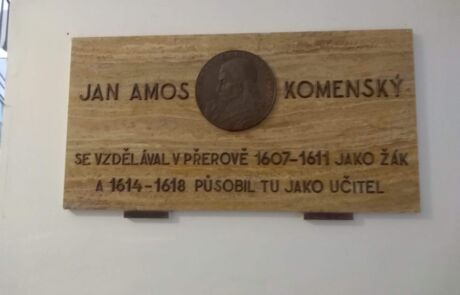 JAN AMOS KOMENSKÝ
SE VZDĚLÁVAL V PŘEROVĚ 1607-1611 JAKO ŽÁK
A 1614-1618 PŮSOBIL TU JAKO UČITEL